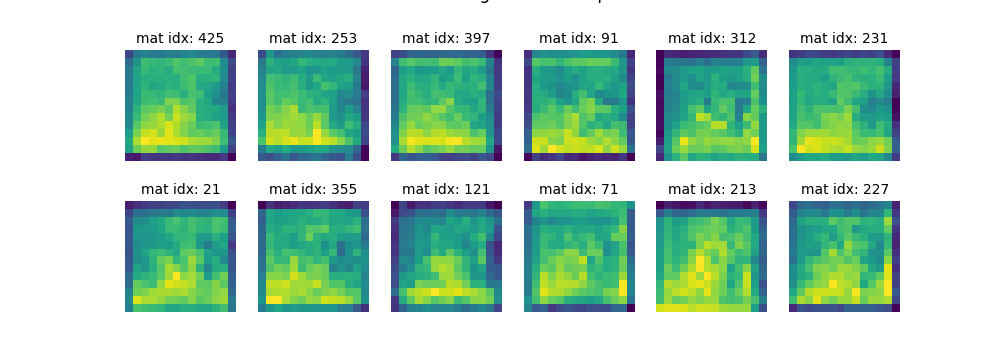 mat idx: 425
mat idx: 253
mat idx: 397
mat idx: 91
mat idx: 312
mat idx: 231
mat idx: 21
mat idx: 355
mat idx: 121
mat idx: 71
mat idx: 213
mat idx: 227